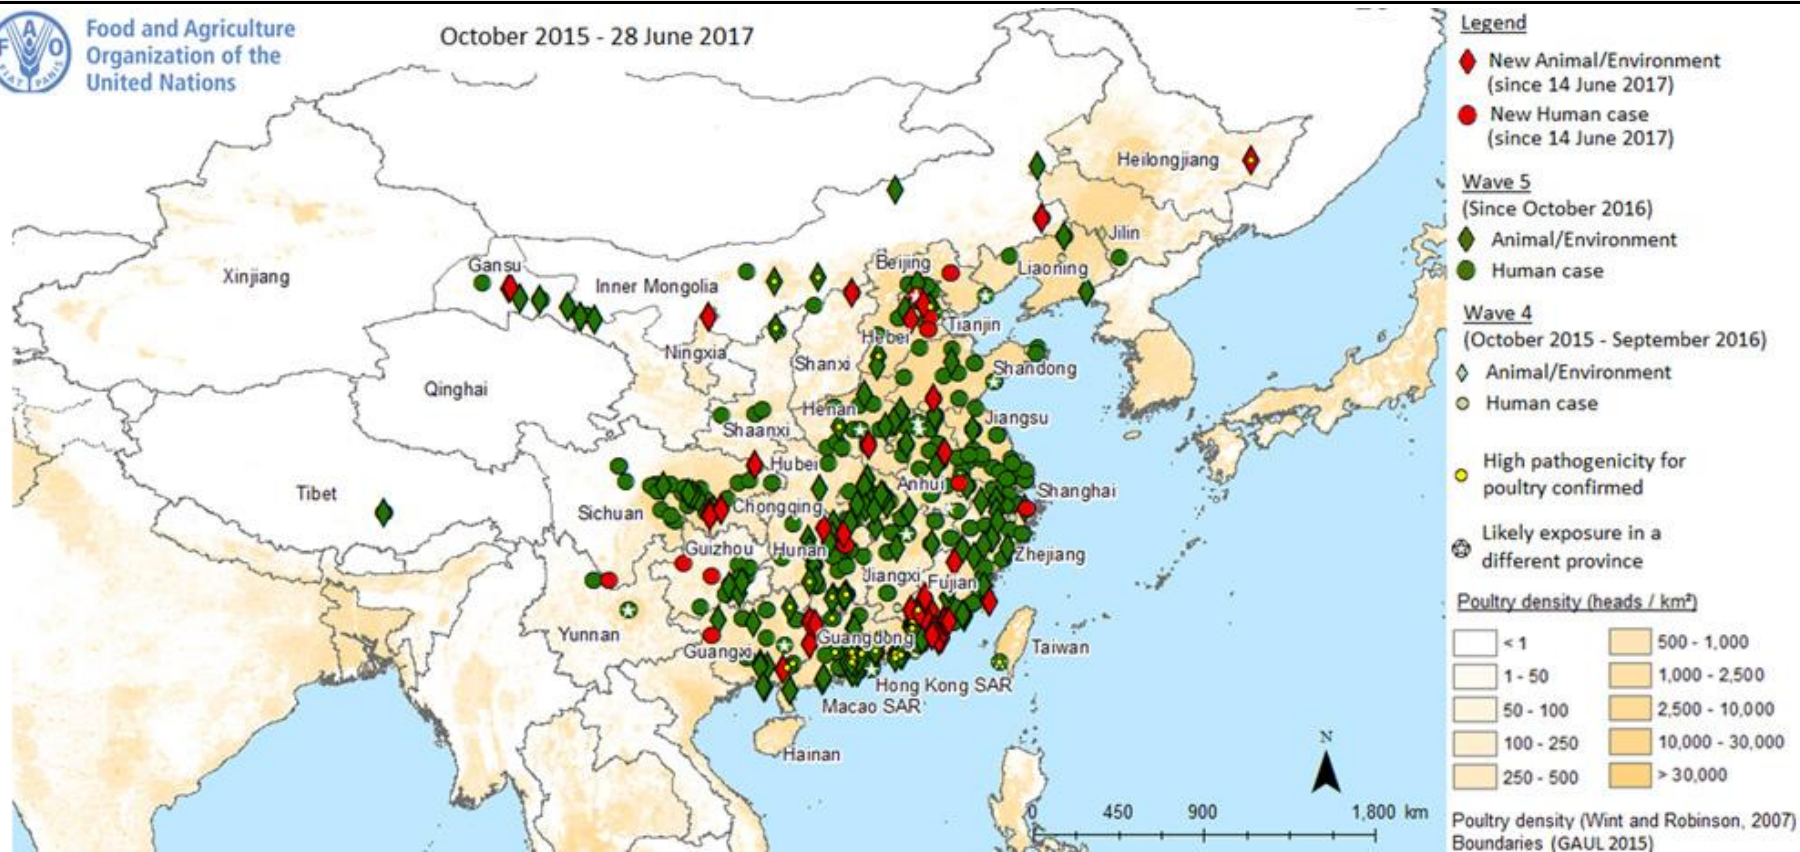 Food and Agriculture
Organization of the
United Nations
FAO
FIAT PANIS
October 2015 - 28 June 2017
Heilongjiang
Jilin
Xinjiang
Gansu
Inner Mongolia
Beijing
Liaoning
Tianjin
Hebei
Ningxia
Shanxi
Shandong
Qinghai
Henan
Jiangsu
Shaanxi
Hubei
Tibet
Anhui
Shanghai
Sichuan
Chongqing
Guizhou
Hunan
Zhejiang
Jiangxi
Fujian
Yunnan
Guangdong
Guangxi
Taiwan
Hong Kong SAR
Macao SAR
Hainan
N
0 450 900 1,800 km
Legend
New Animal/Environment
(since 14 June 2017)
New Human case
(since 14 June 2017)
Wave 5
(Since October 2016)
Animal/Environment
Human case
Wave 4
(October 2015 - September 2016)
Animal/Environment
Human case
High pathogenicity for
poultry confirmed
Likely exposure in a
different province
Poultry density (heads / km²)
< 1 500 - 1,000
1 - 50 1,000 - 2,500
50 - 100 2,500 - 10,000
100 - 250 10,000 - 30,000
250 - 500 > 30,000
Poultry density (Wint and Robinson, 2007)
Boundaries (GAUL 2015)